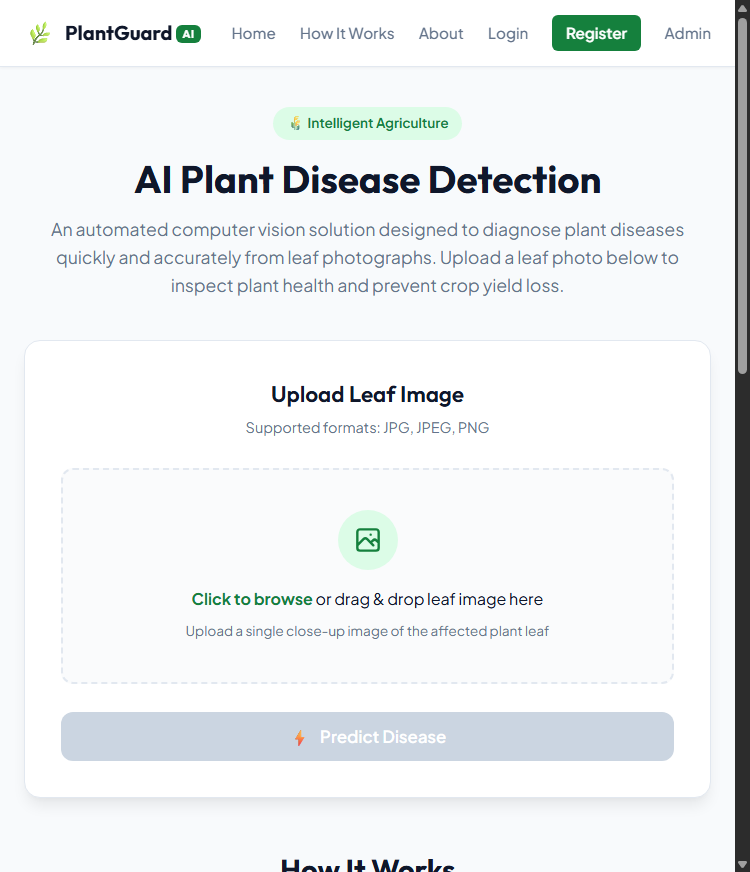 PlantGuard AI Home How It Works About Login Register Admin
Intelligent Agriculture
AI Plant Disease Detection
An automated computer vision solution designed to diagnose plant diseases
quickly and accurately from leaf photographs. Upload a leaf photo below to
inspect plant health and prevent crop yield loss.
Upload Leaf Image
Supported formats: JPG, JPEG, PNG
Click to browse or drag & drop leaf image here
Upload a single close-up image of the affected plant leaf
Predict Disease
How It Works